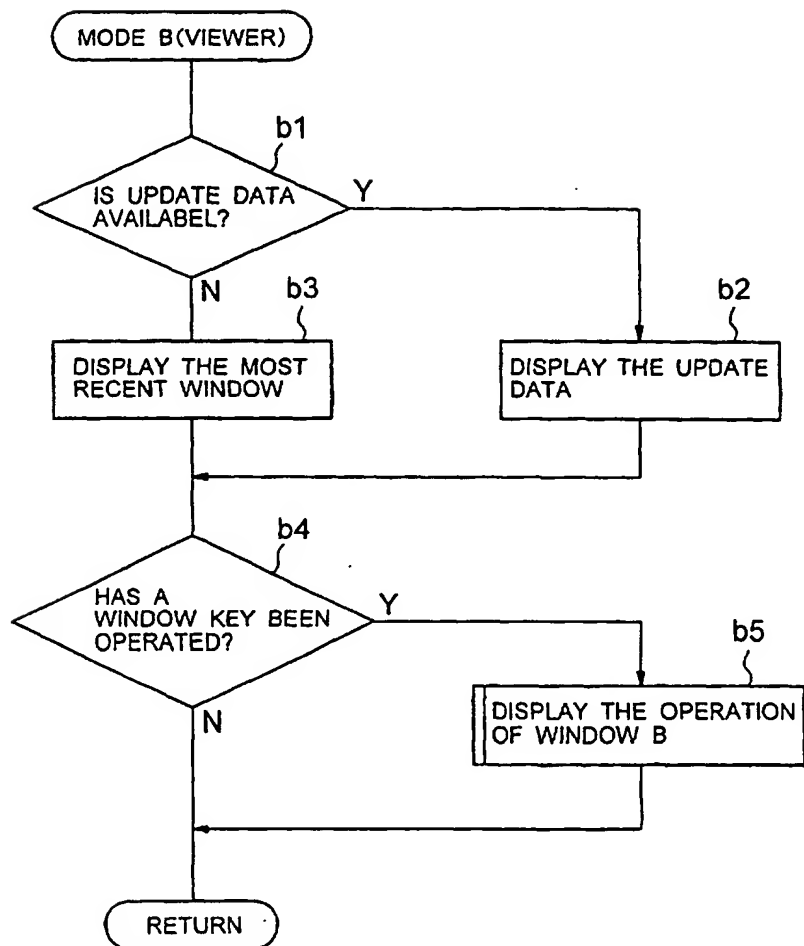 MODE B(VIEWER)
b1
IS UPDATE DATA
AVAILABEL?
Y
N
b3
b2
DISPLAY THE MOST
RECENT WINDOW
DISPLAY THE UPDATE
DATA
b4
HAS A
WINDOW KEY BEEN
OPERATED?
Y
N
b5
DISPLAY THE OPERATION
OF WINDOW B
RETURN